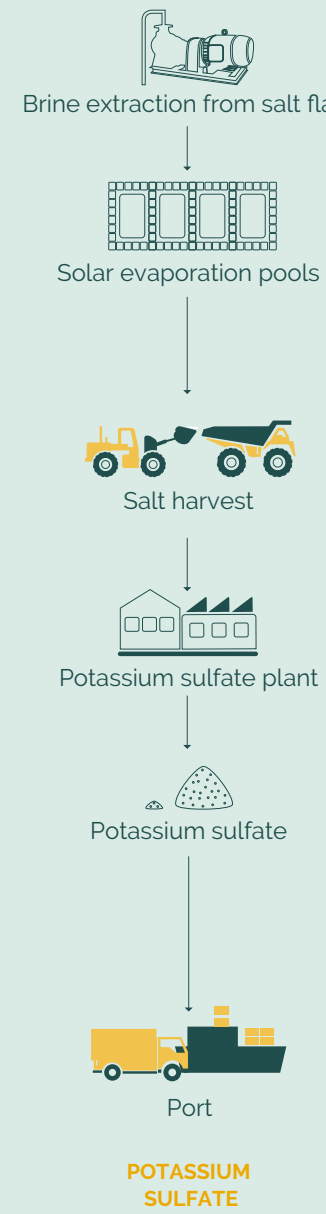 Brine extraction from salt fla
Solar evaporation pools
Salt harvest
Potassium sulfate plant
Potassium sulfate
Port
POTASSIUM
SULFATE